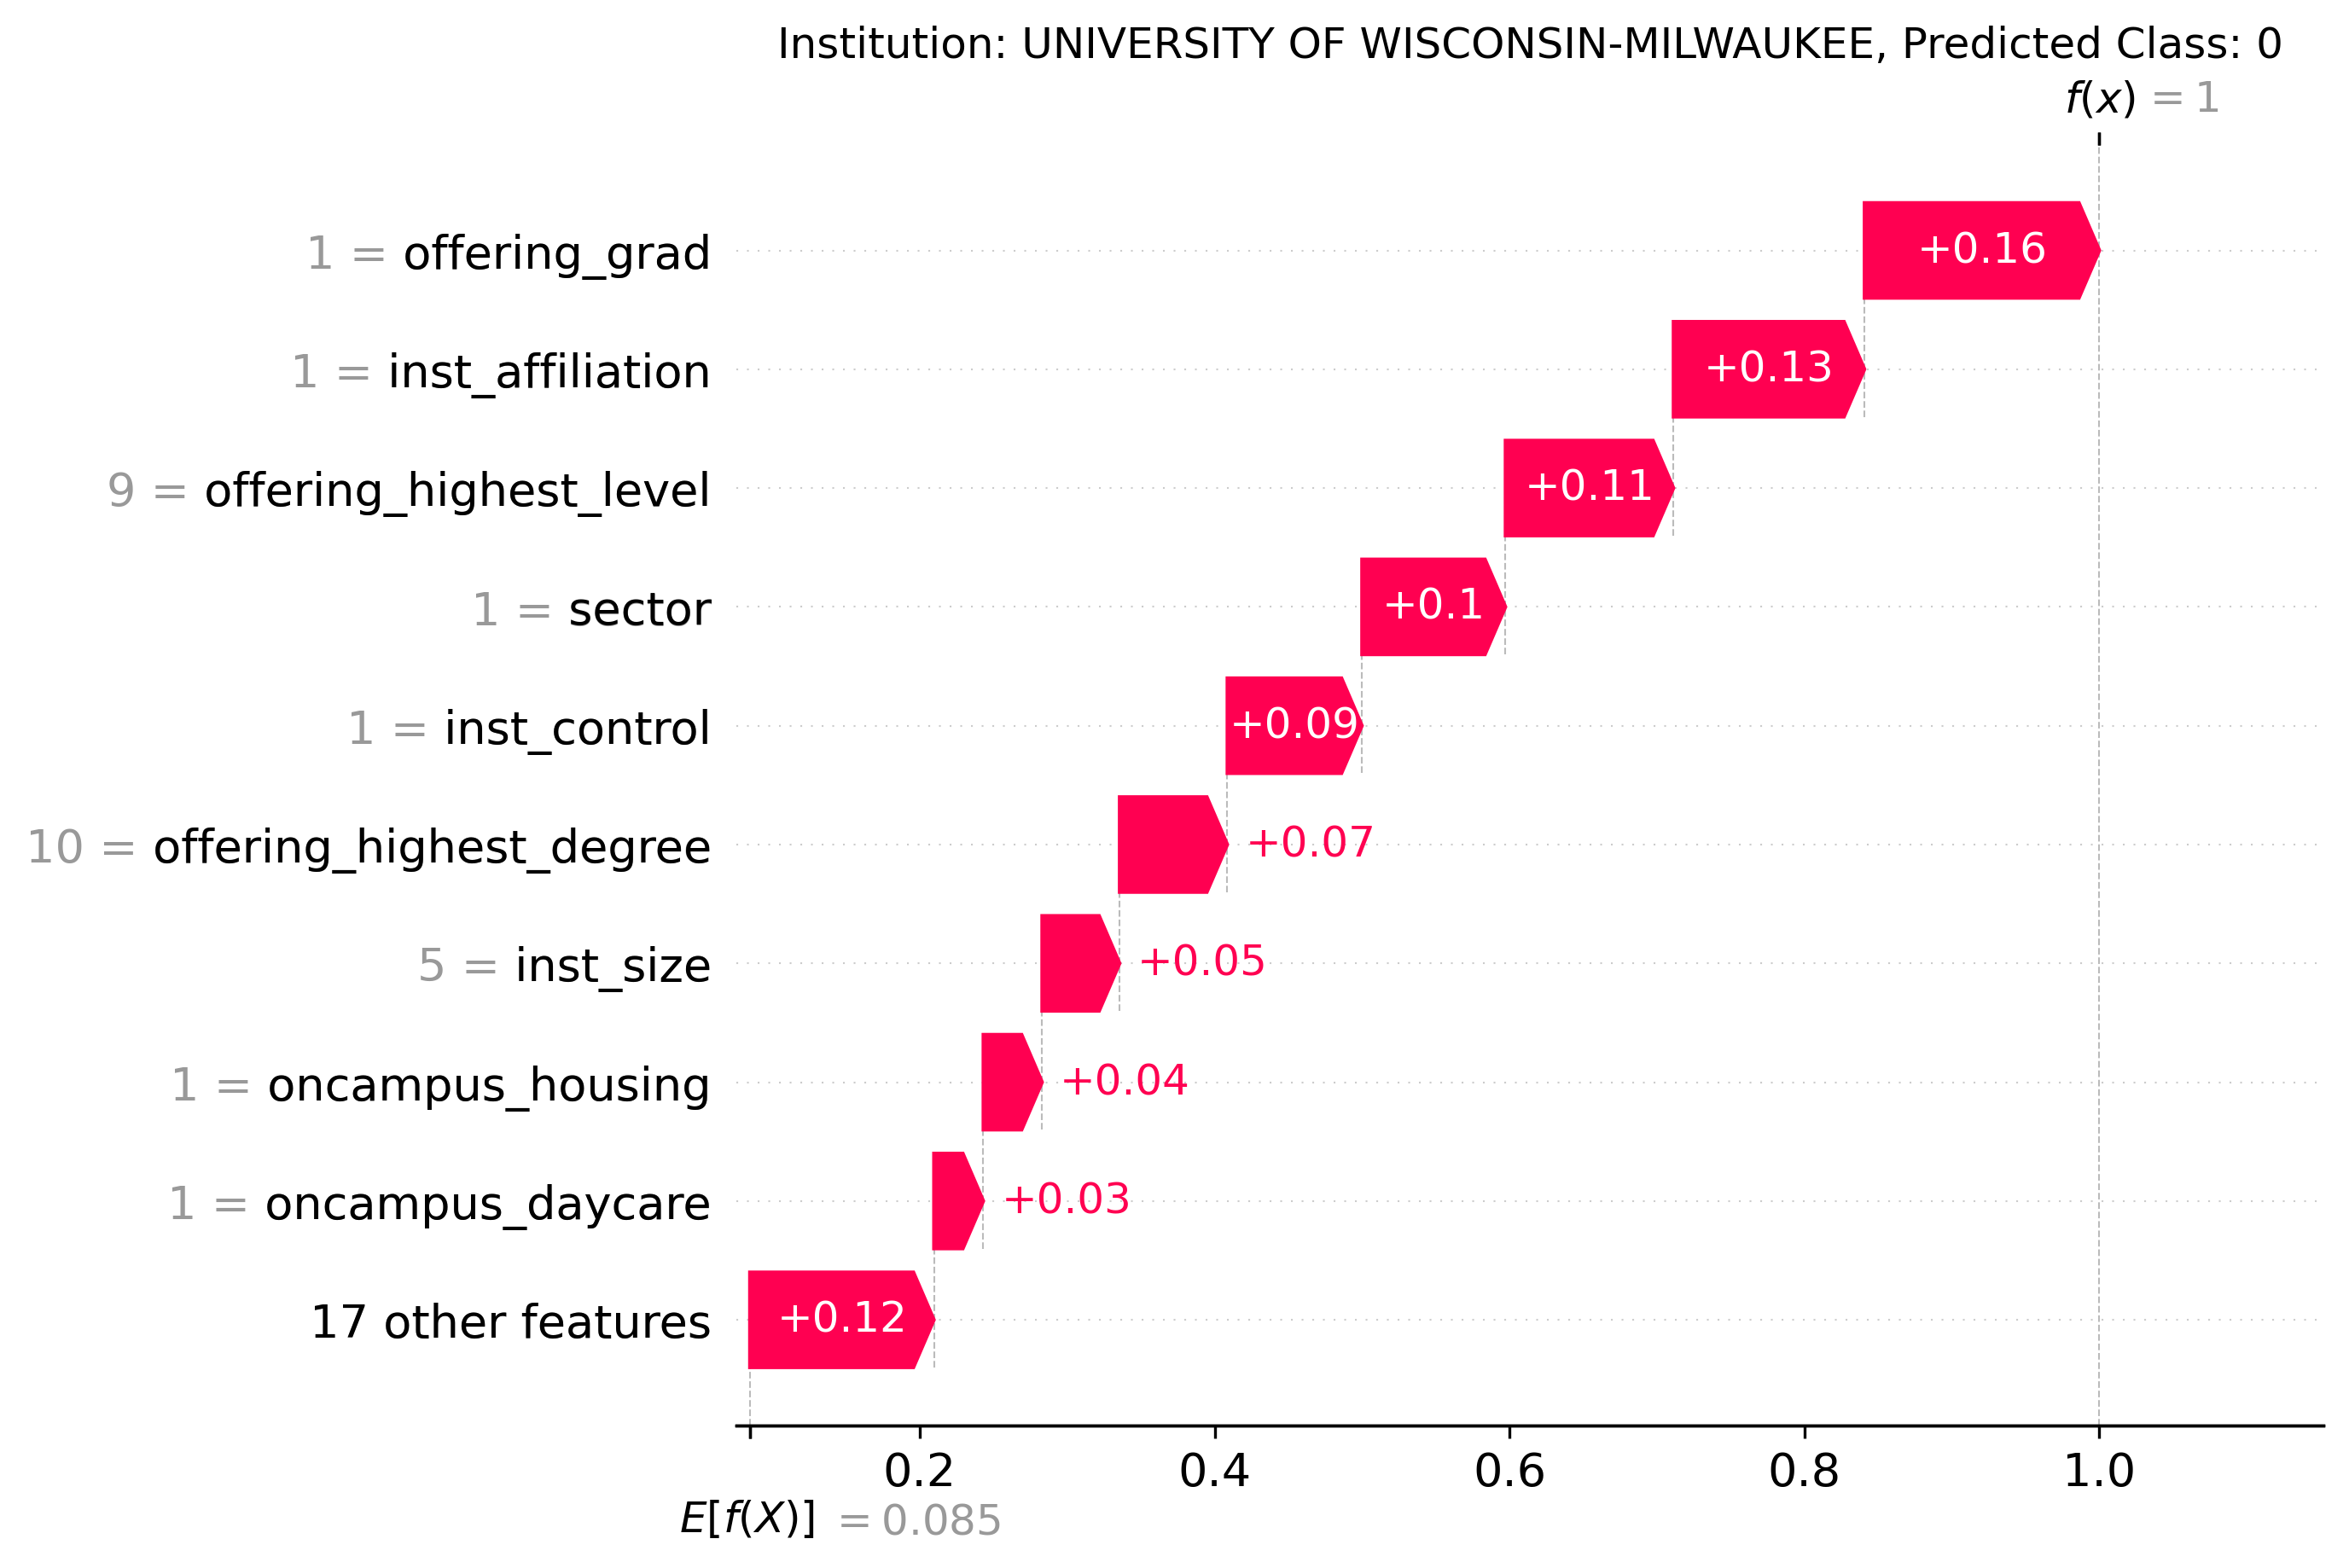 Institution: UNIVERSITY OF WISCONSIN-MILWAUKEE, Predicted Class: 0
f(x) = 1
1 = offering_grad +0.16
1 = inst_affiliation +0.13
9 = offering_highest_level +0.11
1 = sector +0.1
1 = inst_control +0.09
10 = offering_highest_degree +0.07
5 = inst_size +0.05
1 = oncampus_housing +0.04
1 = oncampus_daycare +0.03
17 other features +0.12
0.2 0.4 0.6 0.8 1.0
E[f(X)] = 0.085